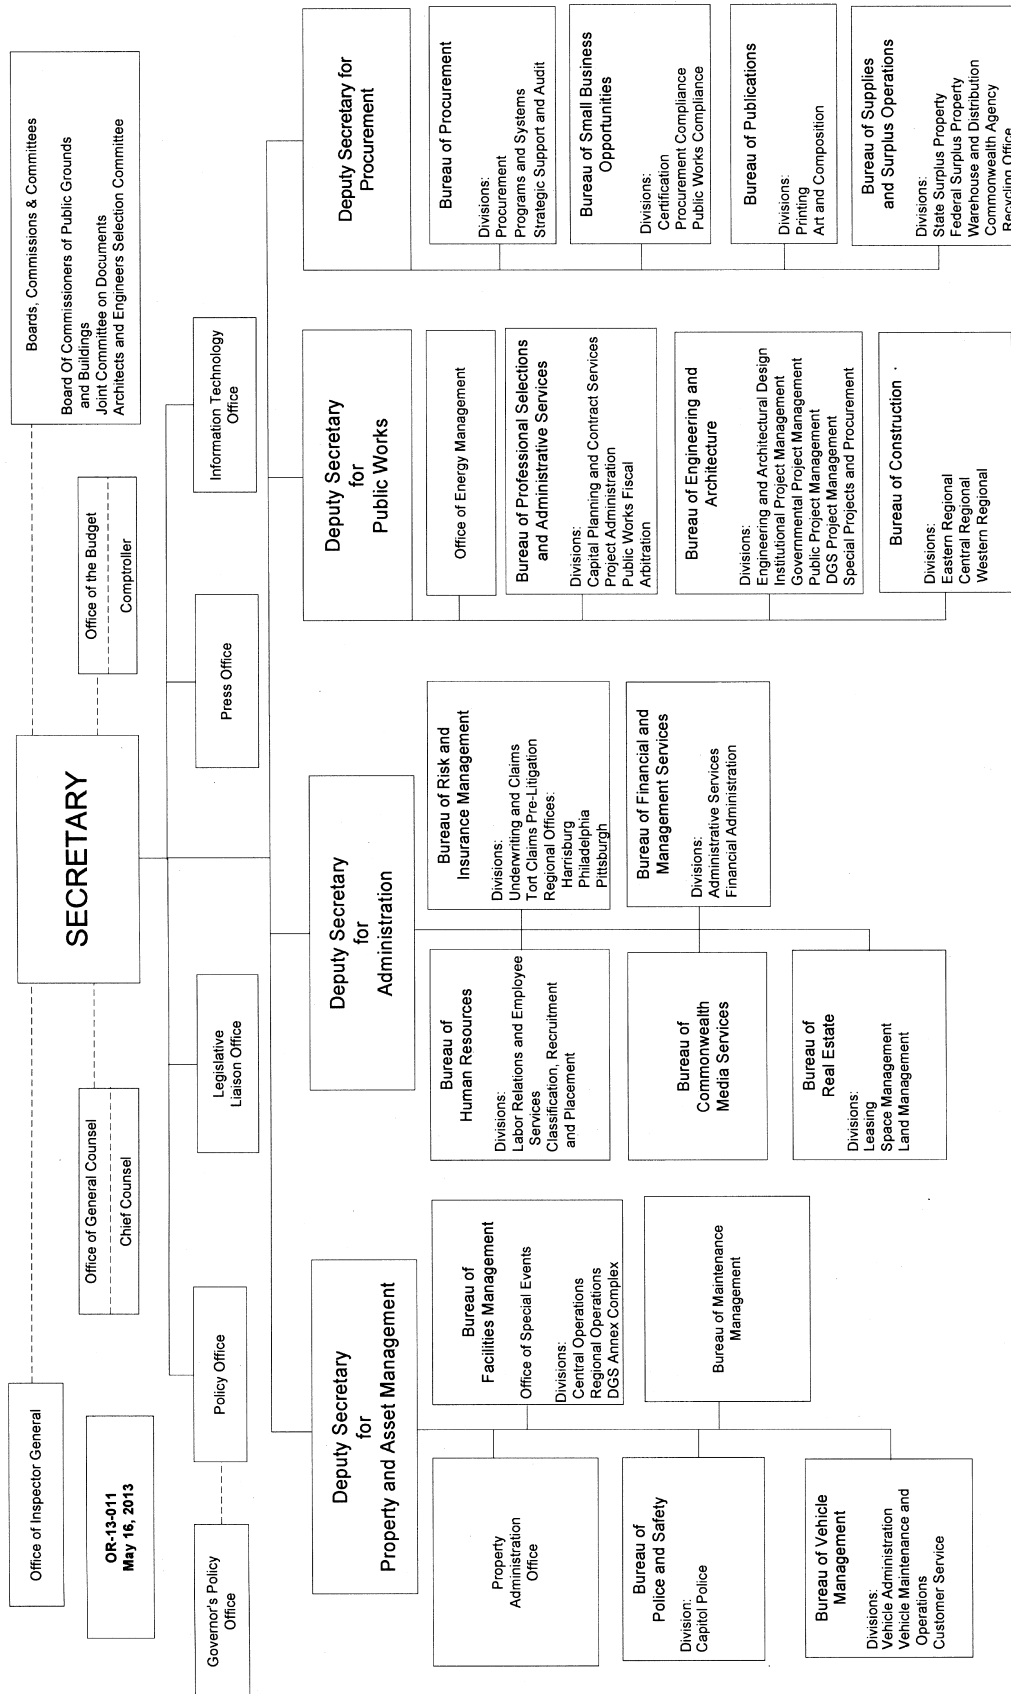 Office of Inspector General
OR-13-011
May 16, 2013
SECRETARY
Boards, Commissions & Committees
Board Of Commissioners of Public Grounds
and Buildings
Joint Committee on Documents
Architects and Engineers Selection Committee
Office of General Counsel
Chief Counsel
Office of the Budget
Comptroller
Governor's Policy
Office
Policy Office
Legislative
Liaison Office
Press Office
Information Technology
Office
Deputy Secretary
for
Property and Asset Management
Property
Administration
Office
Bureau of
Facilities Management
Office of Special Events
Divisions:
Central Operations
Regional Operations
DGS Annex Complex
Bureau of
Police and Safety
Division:
Capitol Police
Bureau of Maintenance
Management
Bureau of Vehicle
Management
Divisions:
Vehicle Administration
Vehicle Maintenance and
Operations
Customer Service
Deputy Secretary
for
Administration
Bureau of
Human Resources
Divisions:
Labor Relations and Employee
Services
Classification, Recruitment
and Placement
Bureau of Risk and
Insurance Management
Divisions:
Underwriting and Claims
Tort Claims Pre-Litigation
Regional Offices:
Harrisburg
Philadelphia
Pittsburgh
Bureau of
Commonwealth
Media Services
Bureau of Financial and
Management Services
Divisions:
Administrative Services
Financial Administration
Bureau of
Real Estate
Divisions:
Leasing
Space Management
Land Management
Deputy Secretary
for
Public Works
Office of Energy Management
Bureau of Professional Selections
and Administrative Services
Divisions:
Capital Planning and Contract Services
Project Administration
Public Works Fiscal
Arbitration
Bureau of Engineering and
Architecture
Divisions:
Engineering and Architectural Design
Institutional Project Management
Governmental Project Management
Public Project Management
DGS Project Management
Special Projects and Procurement
Bureau of Construction
Divisions:
Eastern Regional
Central Regional
Western Regional
Deputy Secretary for
Procurement
Bureau of Procurement
Divisions:
Procurement
Programs and Systems
Strategic Support and Audit
Bureau of Small Business
Opportunities
Divisions:
Certification
Procurement Compliance
Public Works Compliance
Bureau of Publications
Divisions:
Printing
Art and Composition
Bureau of Supplies
and Surplus Operations
Divisions:
State Surplus Property
Federal Surplus Property
Warehouse and Distribution
Commonwealth Agency
Recycling Office